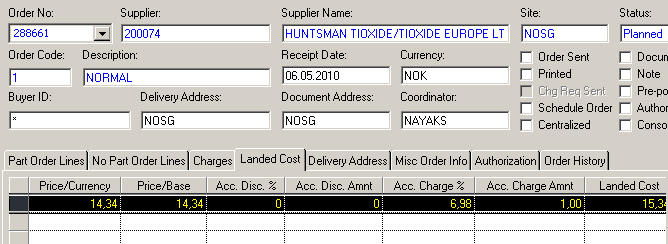 Order No: Supplier: Supplier Name: Site: Status:
288661 200074 HUNTSMAN TIOXIDE/TIOXIDE EUROPE LT NOSG Planned
Order Code: Description: Receipt Date: Currency: Order Sent Docum
1 NORMAL 06.05.2010 NOK Printed Note
Buyer ID: Delivery Address: Document Address: Coordinator: Chg Req Sent Pre-po
* NOSG NOSG NAYAKS Schedule Order Author
Centralized Conso
Part Order Lines No Part Order Lines Charges Landed Cost Delivery Address Misc Order Info Authorization Order History
Price/Currency Price/Base Acc. Disc. % Acc. Disc. Amnt Acc. Charge % Acc. Charge Amnt Landed Cost
14,34 14,34 0 0 6,98 1,00 15,34